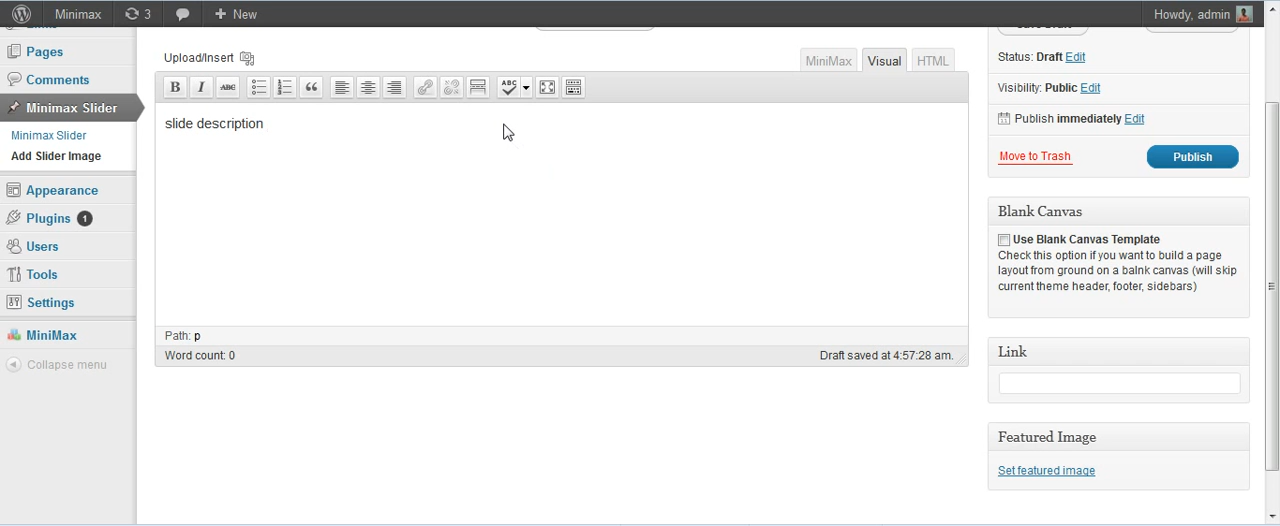 Minimax 3 New Howdy, admin
Pages
Comments
Minimax Slider
Minimax Slider
Add Slider Image
Appearance
Plugins 1
Users
Tools
Settings
MiniMax
Collapse menu
Upload/Insert
MiniMax Visual HTML
B I ABC ABC
slide description
Path: p
Word count: 0 Draft saved at 4:57:28 am.
Status: Draft Edit
Visibility: Public Edit
Publish immediately Edit
Move to Trash Publish
Blank Canvas
Use Blank Canvas Template
Check this option if you want to build a page
layout from ground on a balnk canvas (will skip
current theme header, footer, sidebars)
Link
Featured Image
Set featured image